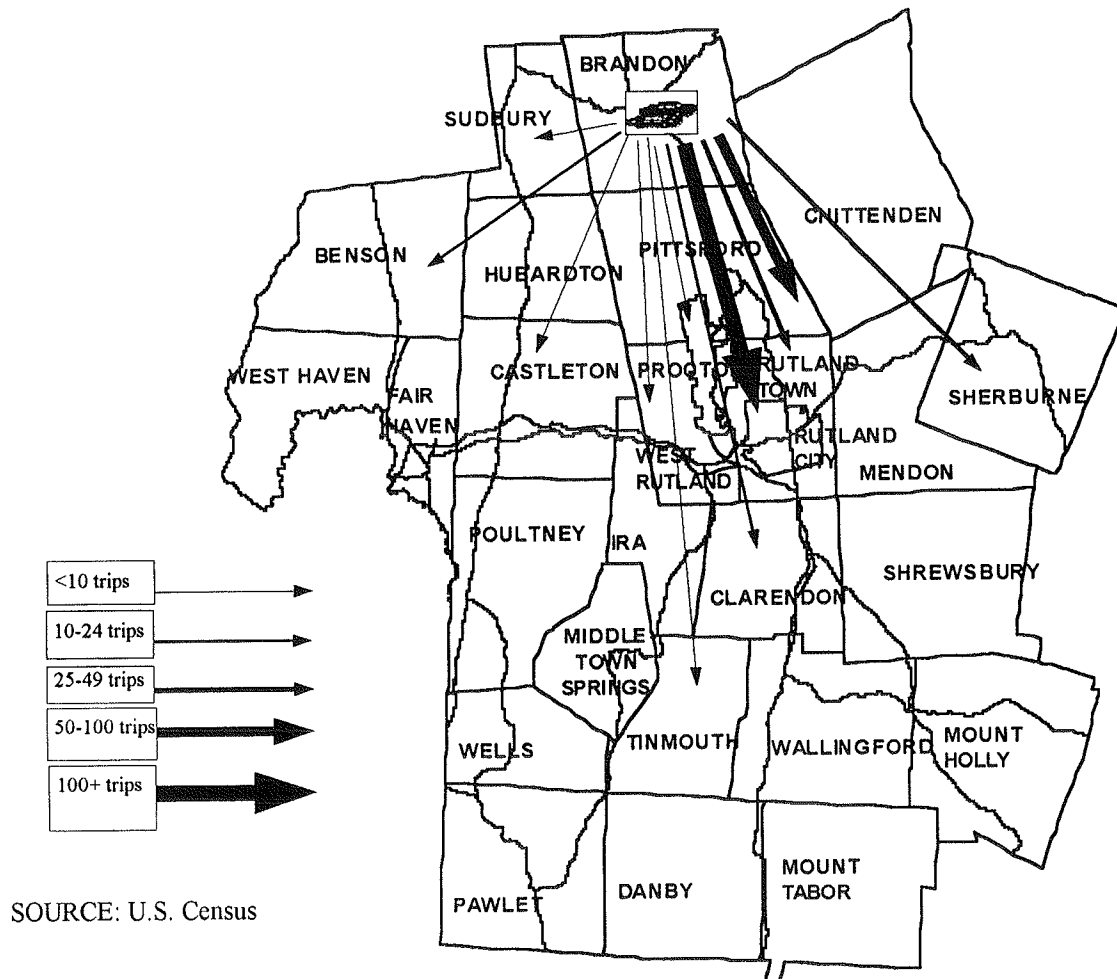 BRANDON
SUDBURY
CHITTENDEN
BENSON
PITTSFORD
HUBARDTON
WEST HAVEN
FAIR
HAVEN
CASTLETON
PROCTOR
RUTLAND
TOWN
SHERBURNE
WEST
RUTLAND
RUTLAND
CITY
MENDON
POULTNEY
IRA
SHREWSBURY
CLARENDON
MIDDLE
TOWN
SPRINGS
WELLS
TINMOUTH
WALLINGFORD
MOUNT
HOLLY
PAWLET
DANBY
MOUNT
TABOR
<10 trips
10-24 trips
25-49 trips
50-100 trips
100+ trips
SOURCE: U.S. Census